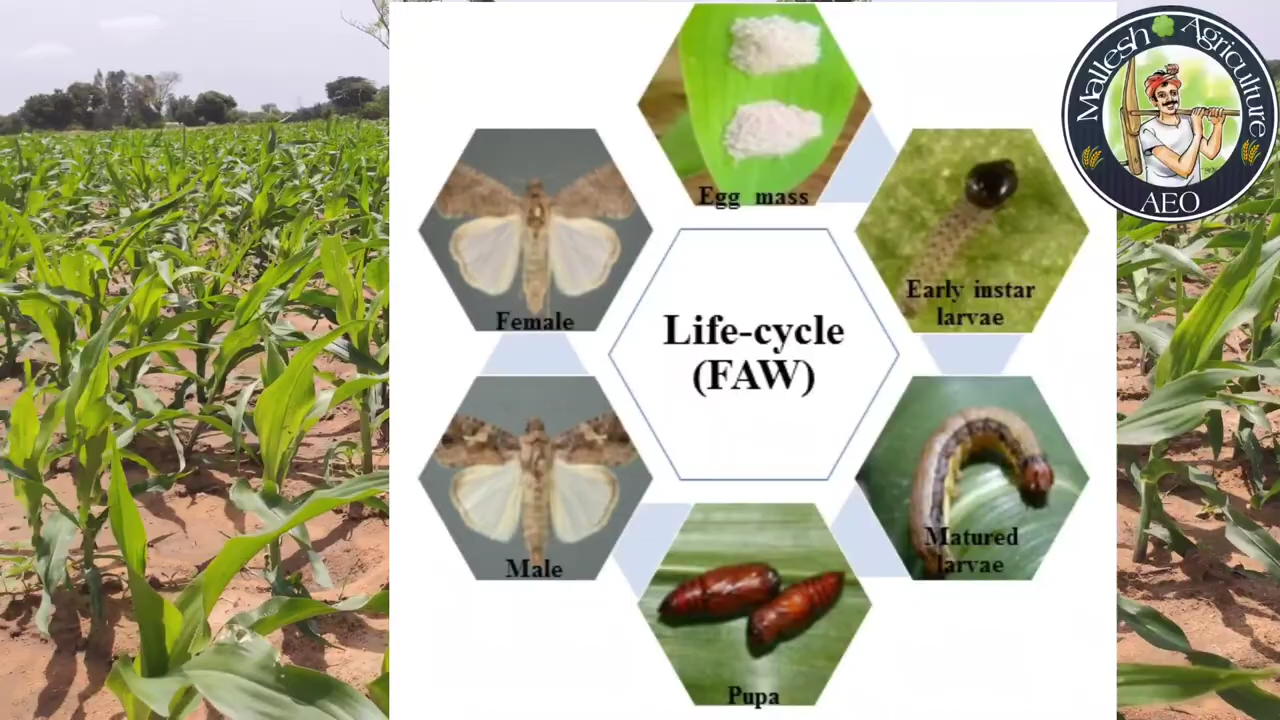 Mallesh Agriculture
AEO
Egg mass
Early instar
larvae
Female
Life-cycle
(FAW)
Matured
larvae
Male
Pupa